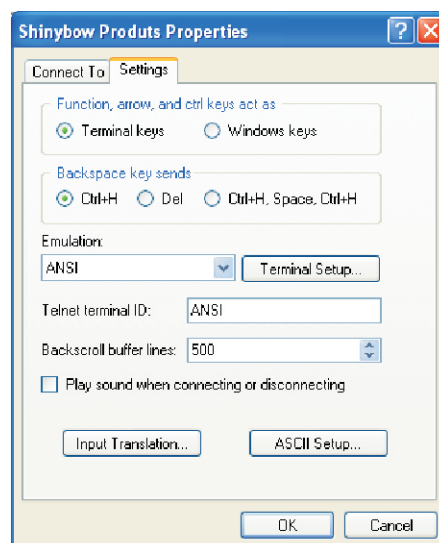 Shinybow Produts Properties
Connect To Settings
Function, arrow, and ctrl keys act as
Terminal keys Windows keys
Backspace key sends
Ctrl+H Del Ctrl+H, Space, Ctrl+H
Emulation:
ANSI Terminal Setup...
Telnet terminal ID: ANSI
Backscroll buffer lines: 500
Play sound when connecting or disconnecting
Input Translation... ASCII Setup...
OK Cancel